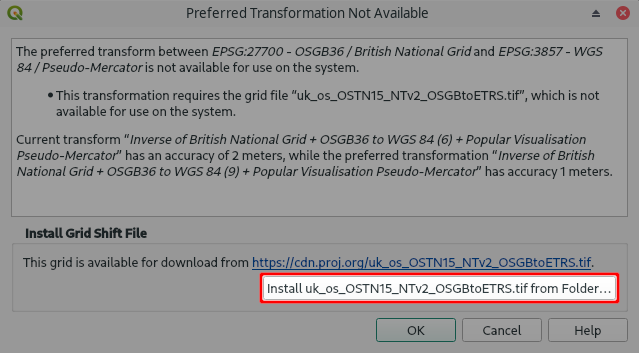 Preferred Transformation Not Available
The preferred transform between EPSG:27700 - OSGB36 / British National Grid and EPSG:3857 - WGS
84 / Pseudo-Mercator is not available for use on the system.
• This transformation requires the grid file “uk_os_OSTN15_NTv2_OSGBtoETRS.tif”, which is not
available for use on the system.
Current transform “Inverse of British National Grid + OSGB36 to WGS 84 (6) + Popular Visualisation
Pseudo-Mercator” has an accuracy of 2 meters, while the preferred transformation “Inverse of British
National Grid + OSGB36 to WGS 84 (9) + Popular Visualisation Pseudo-Mercator” has accuracy 1 meters.
Install Grid Shift File
This grid is available for download from https://cdn.proj.org/uk_os_OSTN15_NTv2_OSGBtoETRS.tif.
Install uk_os_OSTN15_NTv2_OSGBtoETRS.tif from Folder...
OK Cancel Help